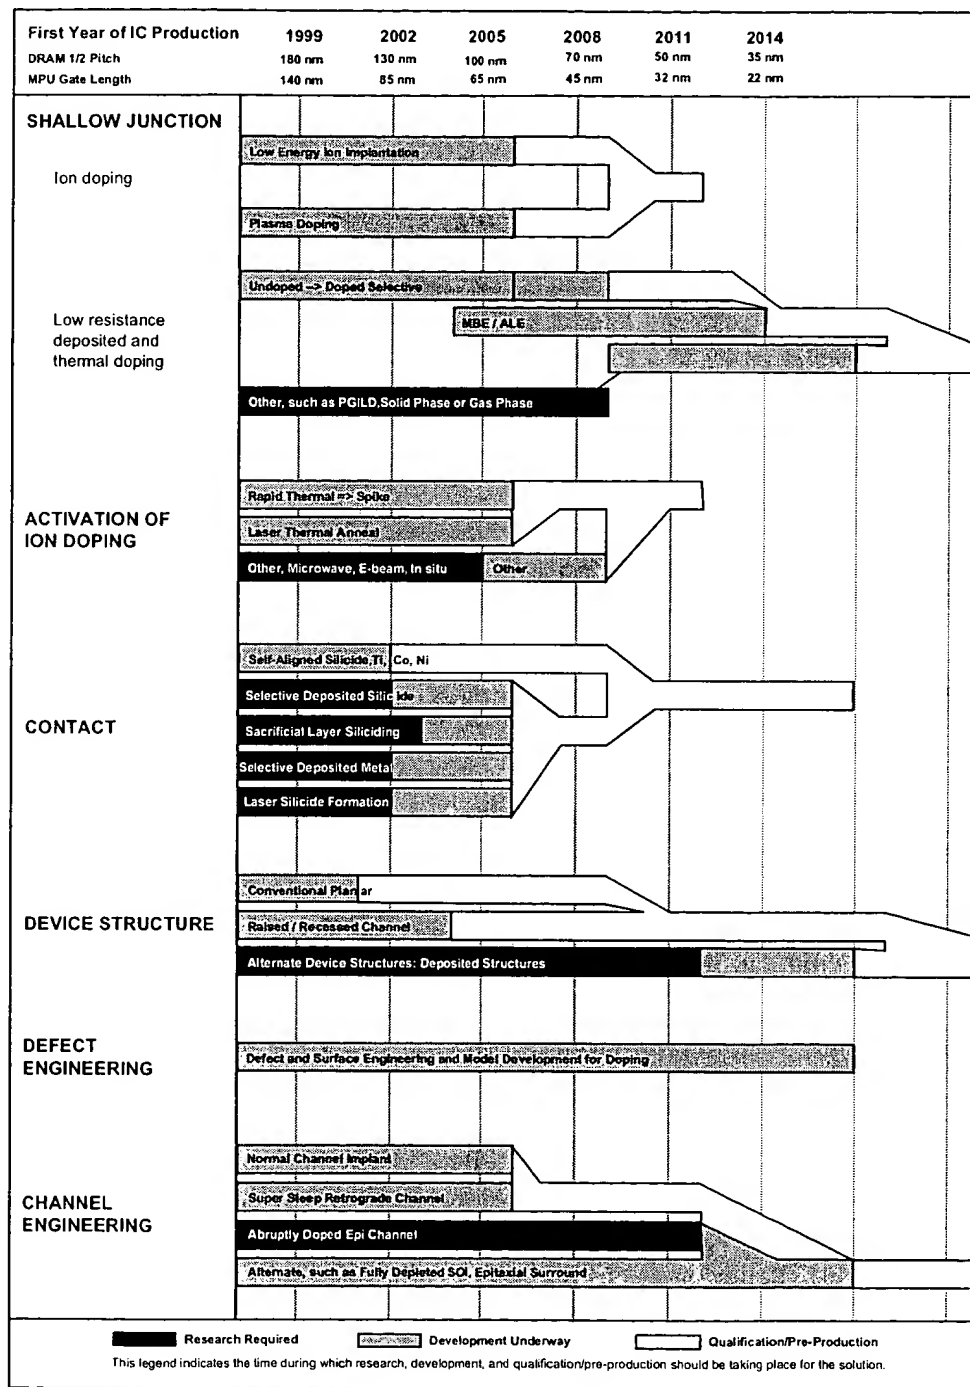 First Year of IC Production 1999 2002 2005 2008 2011 2014
DRAM 1/2 Pitch 180 nm 130 nm 100 nm 70 nm 50 nm 35 nm
MPU Gate Length 140 nm 85 nm 65 nm 45 nm 32 nm 22 nm
SHALLOW JUNCTION
Low Energy Ion Implantation
Ion doping
Plasma Doping
Undoped --> Doped Selective
Low resistance
deposited and
thermal doping
MBE / ALE
Other, such as PGILD,Solid Phase or Gas Phase
ACTIVATION OF
ION DOPING
Rapid Thermal => Spike
Laser Thermal Anneal
Other, Microwave, E-beam, In situ
Other
CONTACT
Self-Aligned Silicide,Ti, Co, Ni
Selective Deposited Silicide
Sacrificial Layer Siliciding
Selective Deposited Metal
Laser Silicide Formation
DEVICE STRUCTURE
Conventional Planar
Raised / Recessed Channel
Alternate Device Structures: Deposited Structures
DEFECT
ENGINEERING
Defect and Surface Engineering and Model Development for Doping
CHANNEL
ENGINEERING
Normal Channel Implant
Super Steep Retrograde Channel
Abruptly Doped Epi Channel
Alternate, such as Fully Depleted SOI, Epitaxial Surround
Research Required Development Underway Qualification/Pre-Production
This legend indicates the time during which research, development, and qualification/pre-production should be taking place for the solution.